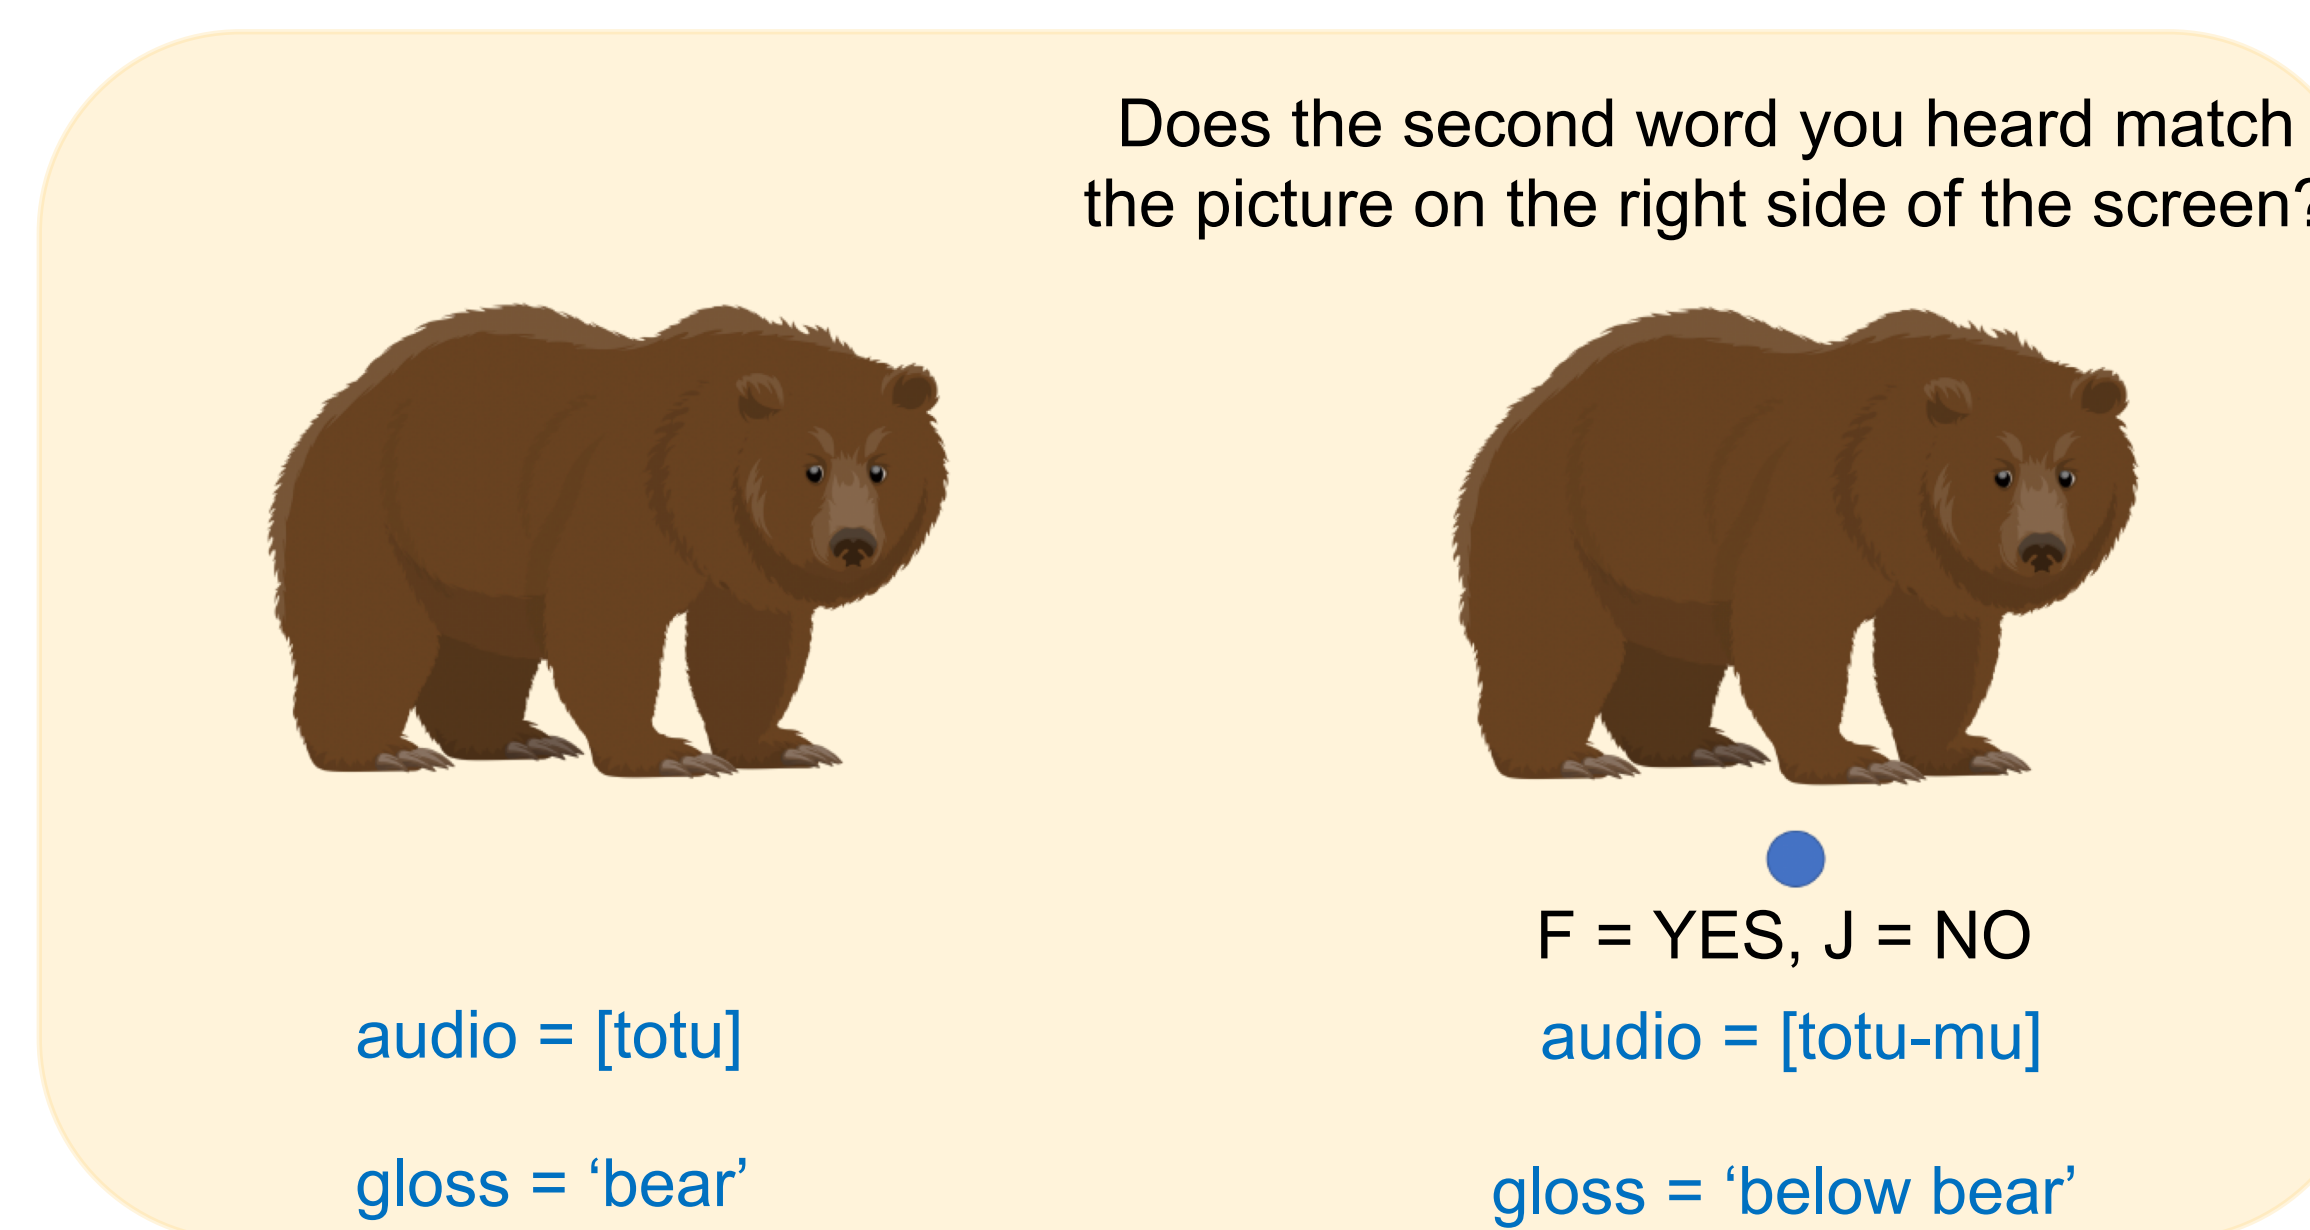 Does the second word you heard match
the picture on the right side of the screen?
F = YES, J = NO
audio = [totu]
audio = [totu-mu]
gloss = ‘bear’
gloss = ‘below bear’